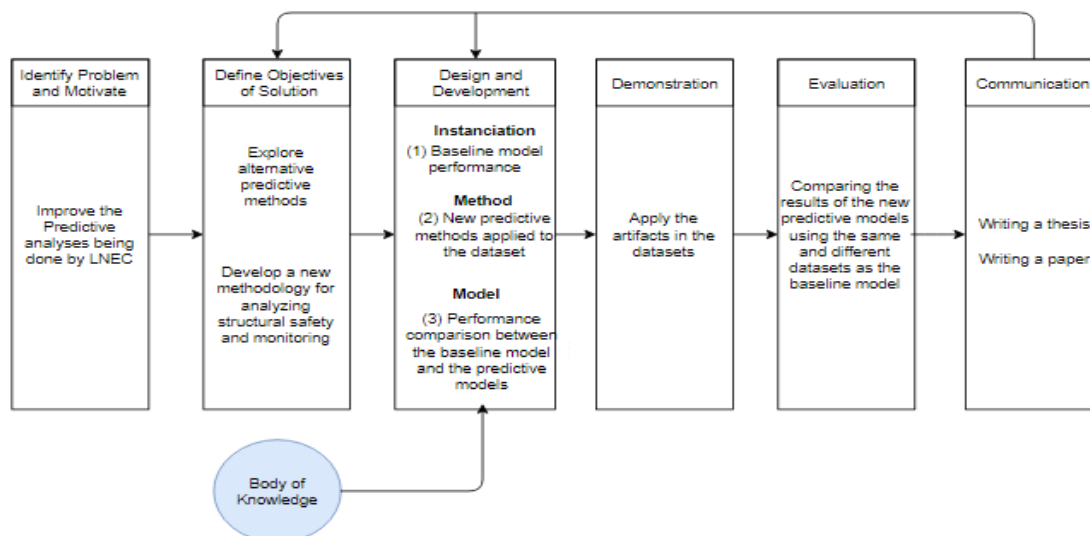 Identify Problem
and Motivate
Improve the
Predictive
analyses being
done by LNEC
Define Objectives
of Solution
Explore
alternative
predictive
methods
Develop a new
methodology for
analyzing
structural safety
and monitoring
Design and
Development
Instanciation
(1) Baseline model
performance
Method
(2) New predictive
methods applied to
the dataset
Model
(3) Performance
comparison between
the baseline model
and the predictive
models
Demonstration
Apply the
artifacts in the
datasets
Evaluation
Comparing the
results of the new
predictive models
using the same
and different
datasets as the
baseline model
Communication
Writing a thesis
Writing a paper
Body of
Knowledge